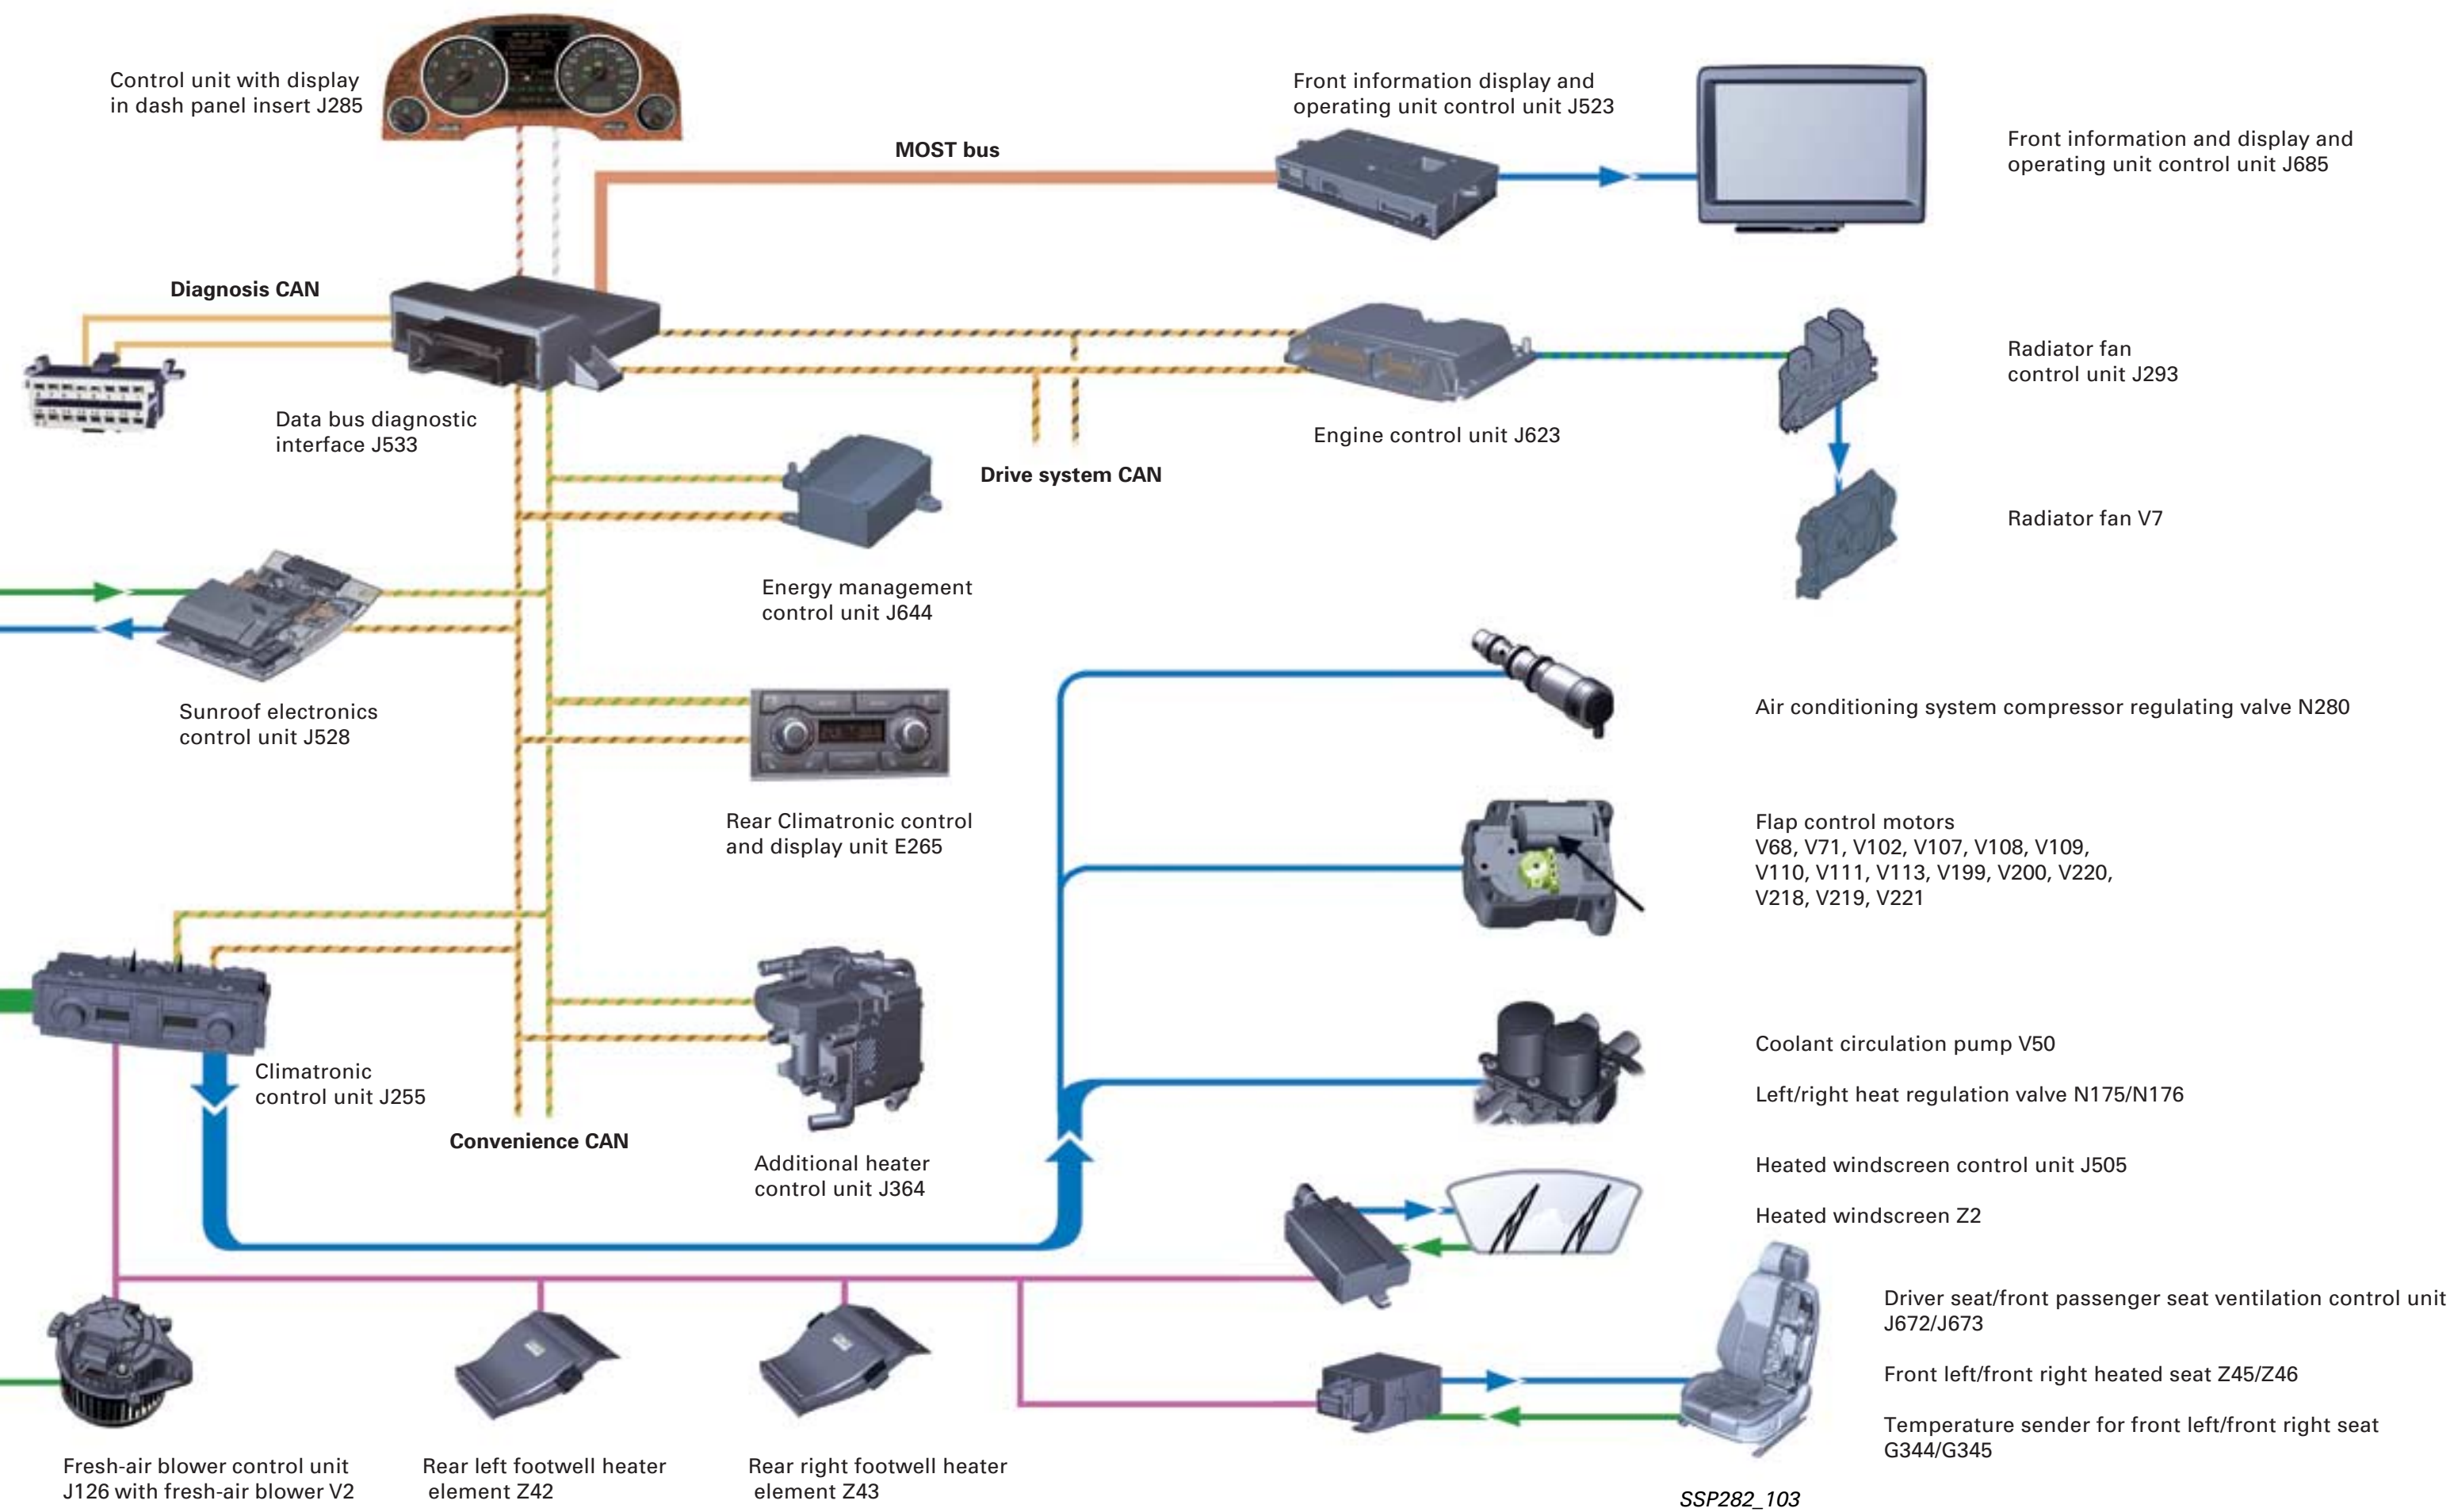 Control unit with display
in dash panel insert J285
MOST bus
Front information display and
operating unit control unit J523
Front information and display and
operating unit control unit J685
Diagnosis CAN
Data bus diagnostic
interface J533
Drive system CAN
Engine control unit J623
Radiator fan
control unit J293
Radiator fan V7
Energy management
control unit J644
Sunroof electronics
control unit J528
Rear Climatronic control
and display unit E265
Air conditioning system compressor regulating valve N280
Flap control motors
V68, V71, V102, V107, V108, V109,
V110, V111, V113, V199, V200, V220,
V218, V219, V221
Climatronic
control unit J255
Convenience CAN
Additional heater
control unit J364
Coolant circulation pump V50
Left/right heat regulation valve N175/N176
Heated windscreen control unit J505
Heated windscreen Z2
Driver seat/front passenger seat ventilation control unit
J672/J673
Front left/front right heated seat Z45/Z46
Temperature sender for front left/front right seat
G344/G345
Fresh-air blower control unit
J126 with fresh-air blower V2
Rear left footwell heater
element Z42
Rear right footwell heater
element Z43
SSP282_103